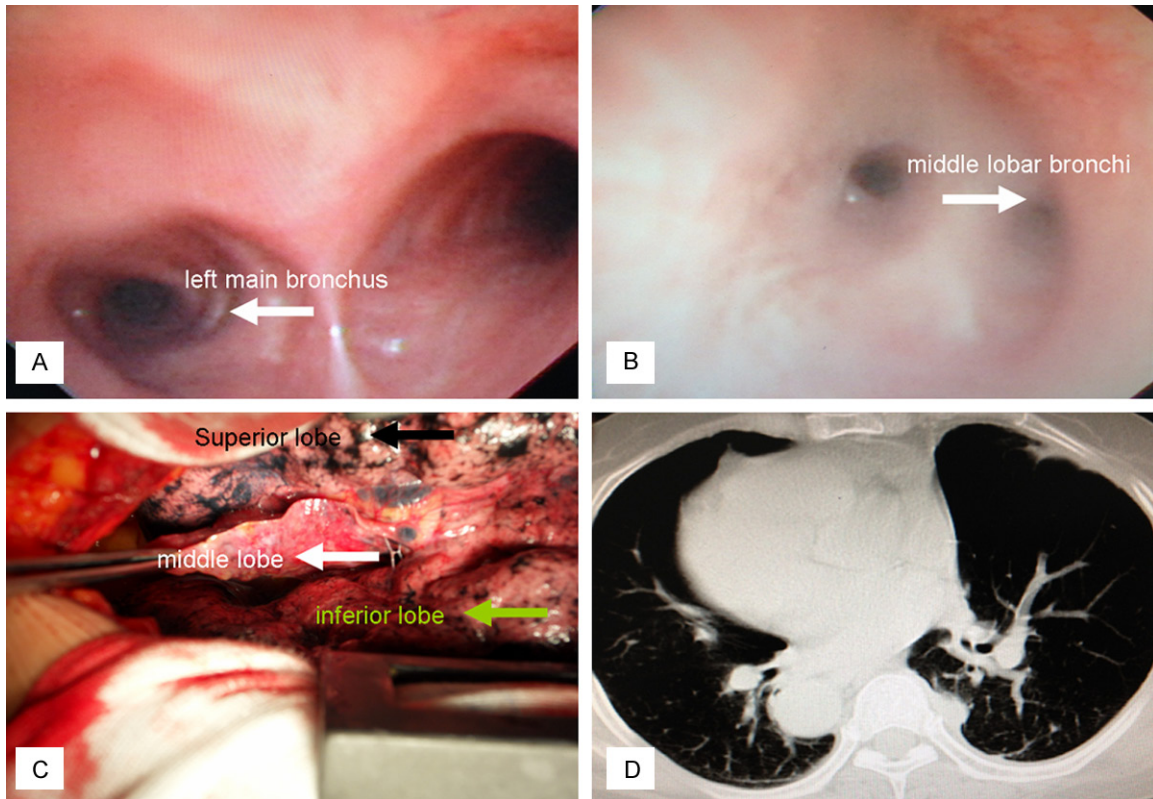 left main bronchus
A
middle lobar bronchi
B
Superior lobe
middle lobe
inferior lobe
C
D